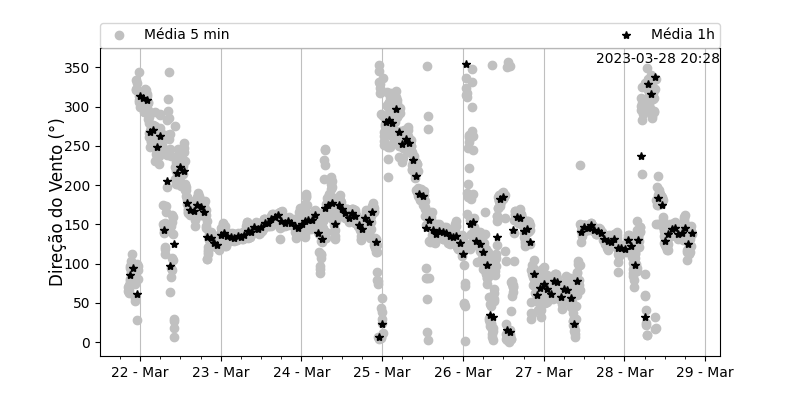 Média 5 min
Média 1h
2023-03-28 20:28
Direção do Vento (°)
350
300
250
200
150
100
50
0
22 - Mar
23 - Mar
24 - Mar
25 - Mar
26 - Mar
27 - Mar
28 - Mar
29 - Mar